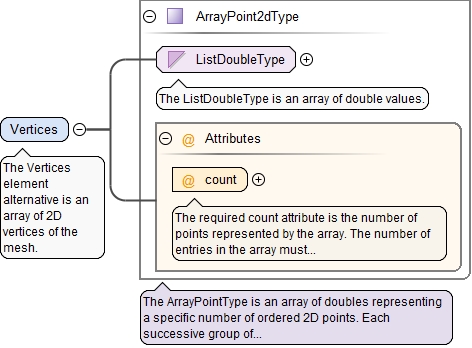 ArrayPoint2dType
ListDoubleType
The ListDoubleType is an array of double values.
Vertices
The Vertices
element
alternative is an
array of 2D
vertices of the
mesh.
@ Attributes
@ count
The required count attribute is the number of
points represented by the array. The number of
entries in the array must...
The ArrayPointType is an array of doubles representing
a specific number of ordered 2D points. Each
successive group of...